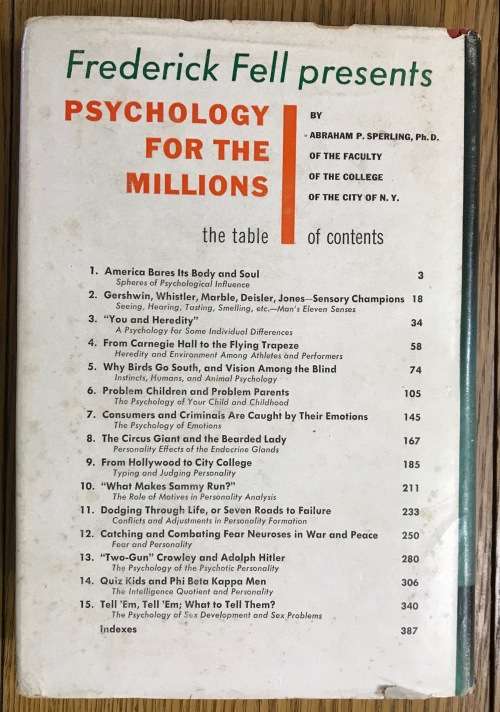 Frederick Fell presents
PSYCHOLOGY
FOR THE
MILLIONS
BY
ABRAHAM P. SPERLING, Ph. D.
OF THE FACULTY
OF THE COLLEGE
OF THE CITY OF N. Y.
the table of contents
1. America Bares Its Body and Soul 3
Spheres of Psychological Influence
2. Gershwin, Whistler, Marble, Deisler, Jones—Sensory Champions 18
Seeing, Hearing, Tasting, Smelling, etc.—Man's Eleven Senses
3. "You and Heredity" 34
A Psychology for Some Individual Differences
4. From Carnegie Hall to the Flying Trapeze 58
Heredity and Environment Among Athletes and Performers
5. Why Birds Go South, and Vision Among the Blind 74
Instincts, Humans, and Animal Psychology
6. Problem Children and Problem Parents 105
The Psychology of Your Child and Childhood
7. Consumers and Criminals Are Caught by Their Emotions 145
The Psychology of Emotions
8. The Circus Giant and the Bearded Lady 167
Personality Effects of the Endocrine Glands
9. From Hollywood to City College 185
Typing and Judging Personality
10. "What Makes Sammy Run?" 211
The Role of Motives in Personality Analysis
11. Dodging Through Life, or Seven Roads to Failure 233
Conflicts and Adjustments in Personality Formation
12. Catching and Combating Fear Neuroses in War and Peace 250
Fear and Personality
13. "Two-Gun" Crowley and Adolph Hitler 280
The Psychology of the Psychotic Personality
14. Quiz Kids and Phi Beta Kappa Men 306
The Intelligence Quotient and Personality
15. Tell 'Em, Tell 'Em; What to Tell Them? 340
The Psychology of Sex Development and Sex Problems
Indexes 387